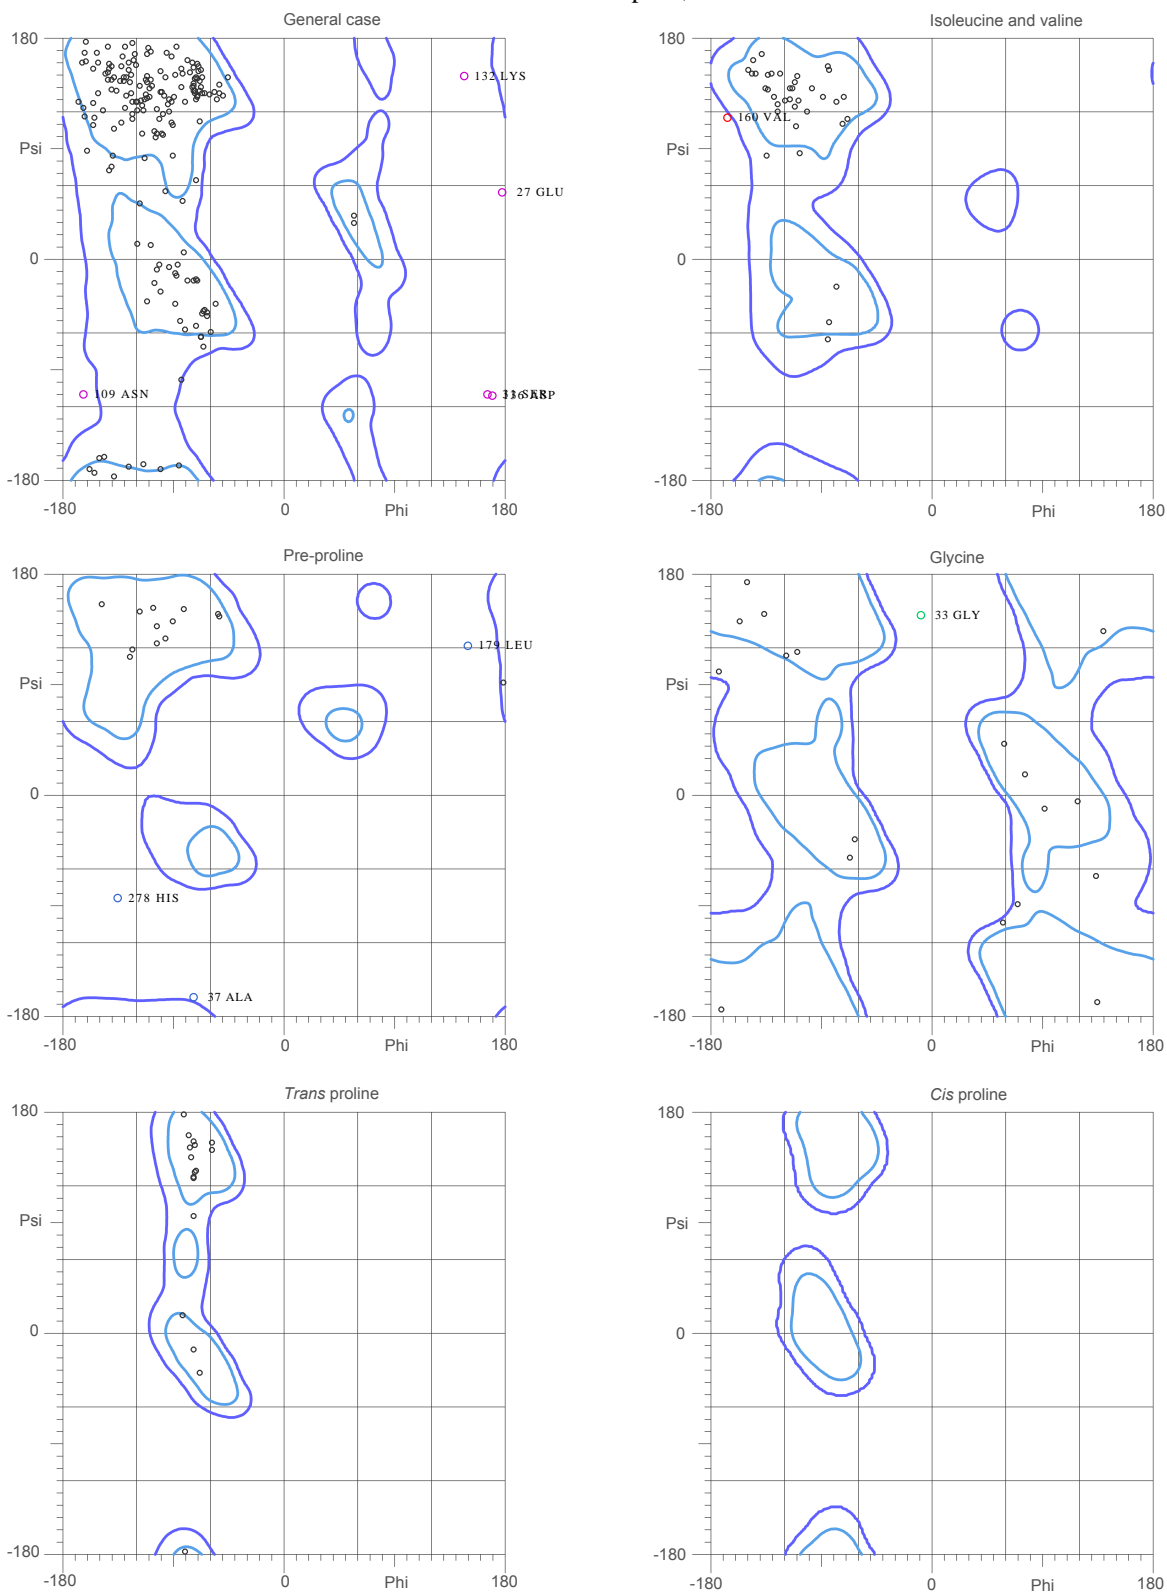 General case
Isoleucine and valine
180
132 LYS
Psi
27 GLU
0
109 ASN
-180
-180
0
Phi
180
180
160 VAL
Psi
0
-180
-180
0
Phi
180
Pre-proline
Glycine
180
179 LEU
Psi
0
278 HIS
37 ALA
-180
-180
0
Phi
180
180
33 GLY
Psi
0
-180
-180
0
Phi
180
Trans proline
Cis proline
180
Psi
0
-180
-180
0
Phi
180
180
Psi
0
-180
-180
0
Phi
180